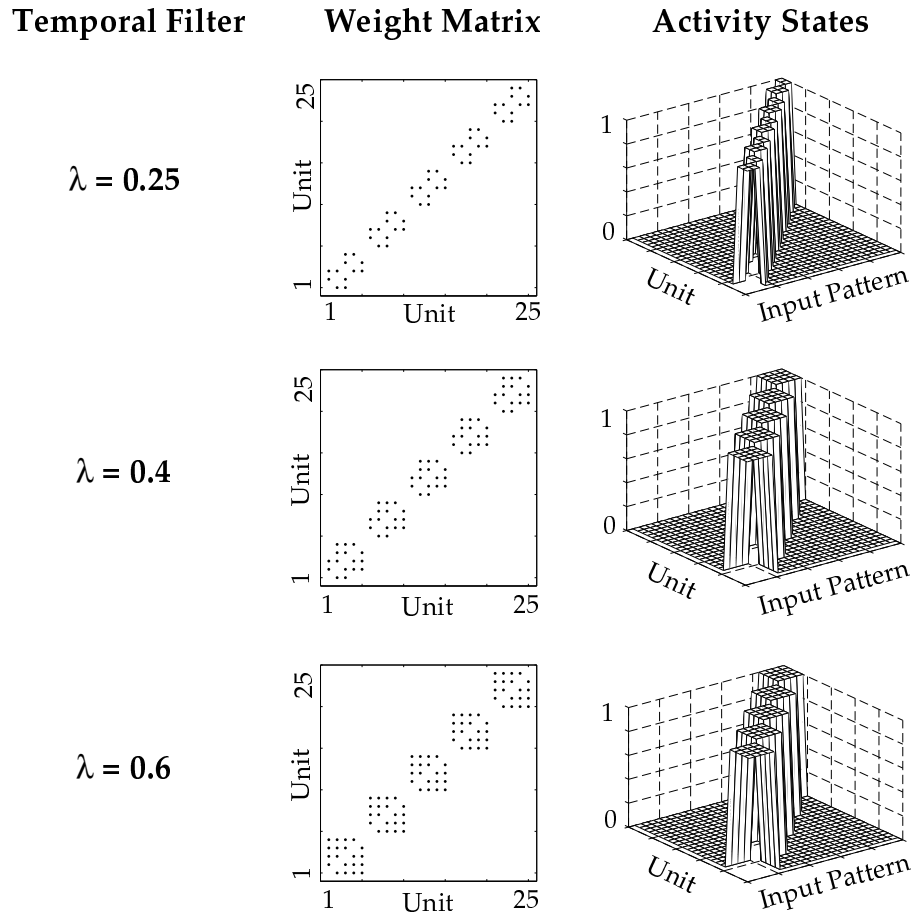 Temporal Filter Weight Matrix Activity States
λ = 0.25
25
Unit
1
1 Unit 25
1
0
Unit
Input Pattern
λ = 0.4
25
Unit
1
1 Unit 25
1
0
Unit
Input Pattern
λ = 0.6
25
Unit
1
1 Unit 25
1
0
Unit
Input Pattern